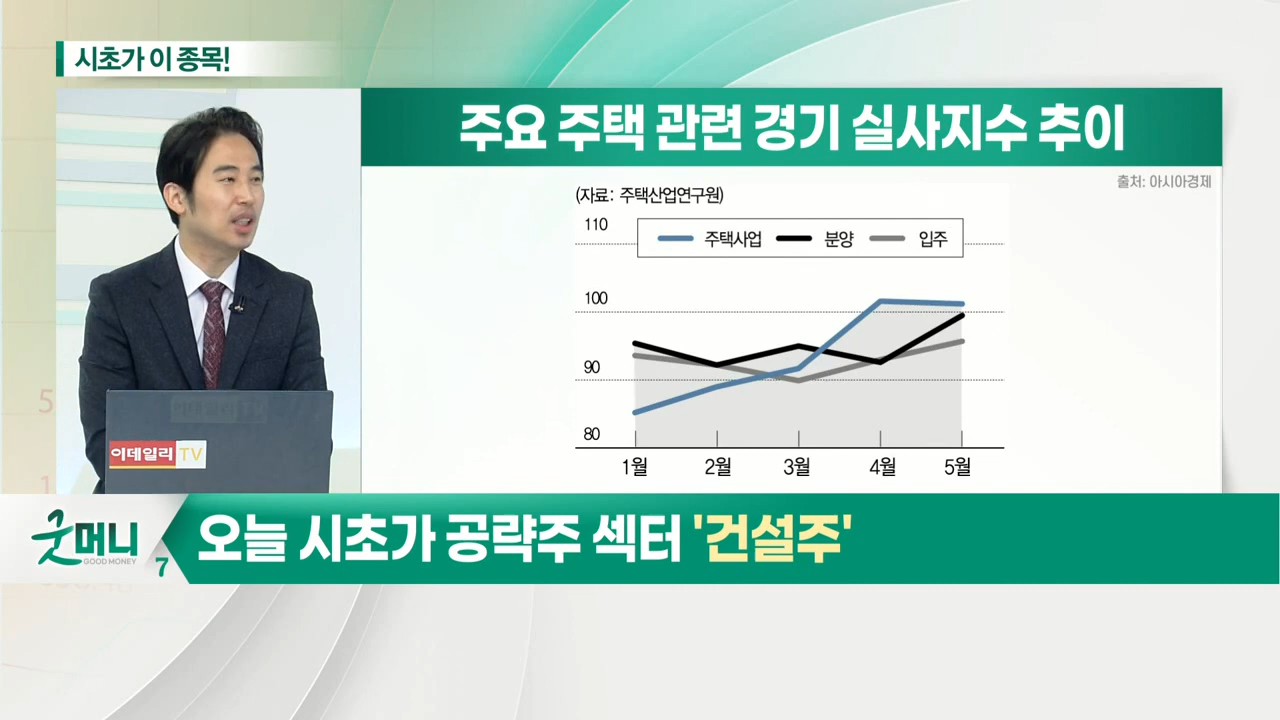 시초가 이 종목!
주요 주택 관련 경기 실사지수 추이
출처: 아시아경제
(자료: 주택산업연구원)
110
주택사업 분양 입주
100
90
80
1월 2월 3월 4월 5월
이데일리 TV
굿머니
GOOD MONEY
7
오늘 시초가 공략주 섹터 '건설주'